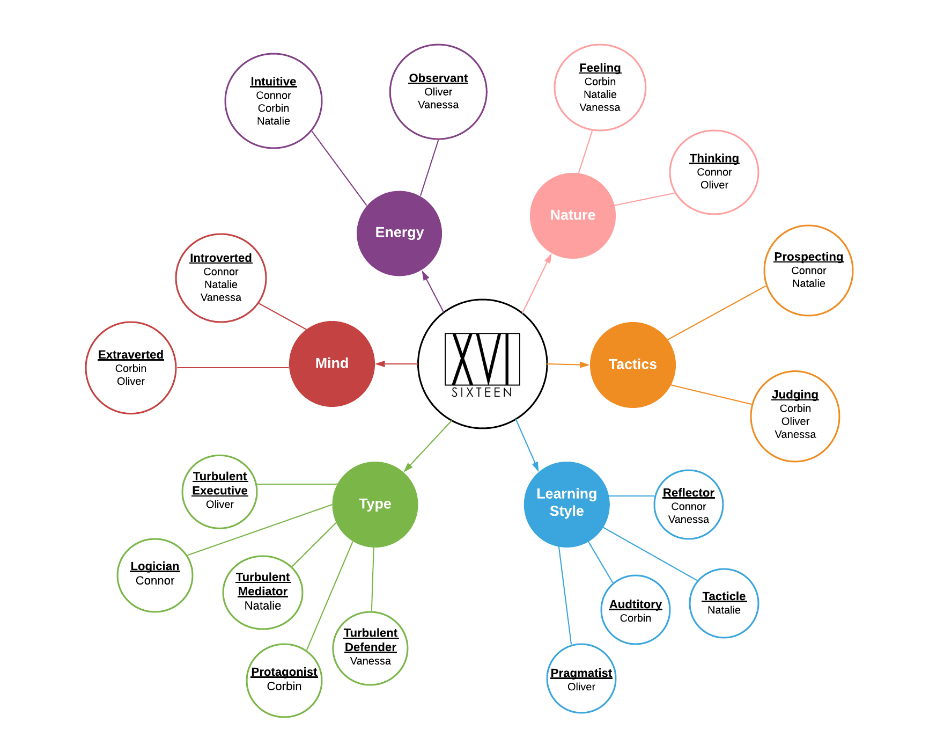 Intuitive
Connor
Corbin
Natalie
Observant
Oliver
Vanessa
Feeling
Corbin
Natalie
Vanessa
Thinking
Connor
Oliver
Energy
Nature
Introverted
Connor
Natalie
Vanessa
Prospecting
Connor
Natalie
Extraverted
Corbin
Oliver
Mind
XVI
SIXTEEN
Tactics
Judging
Corbin
Oliver
Vanessa
Turbulent
Executive
Oliver
Type
Learning
Style
Reflector
Connor
Vanessa
Logician
Connor
Turbulent
Mediator
Natalie
Turbulent
Defender
Vanessa
Protagonist
Corbin
Audtitory
Corbin
Tacticle
Natalie
Pragmatist
Oliver